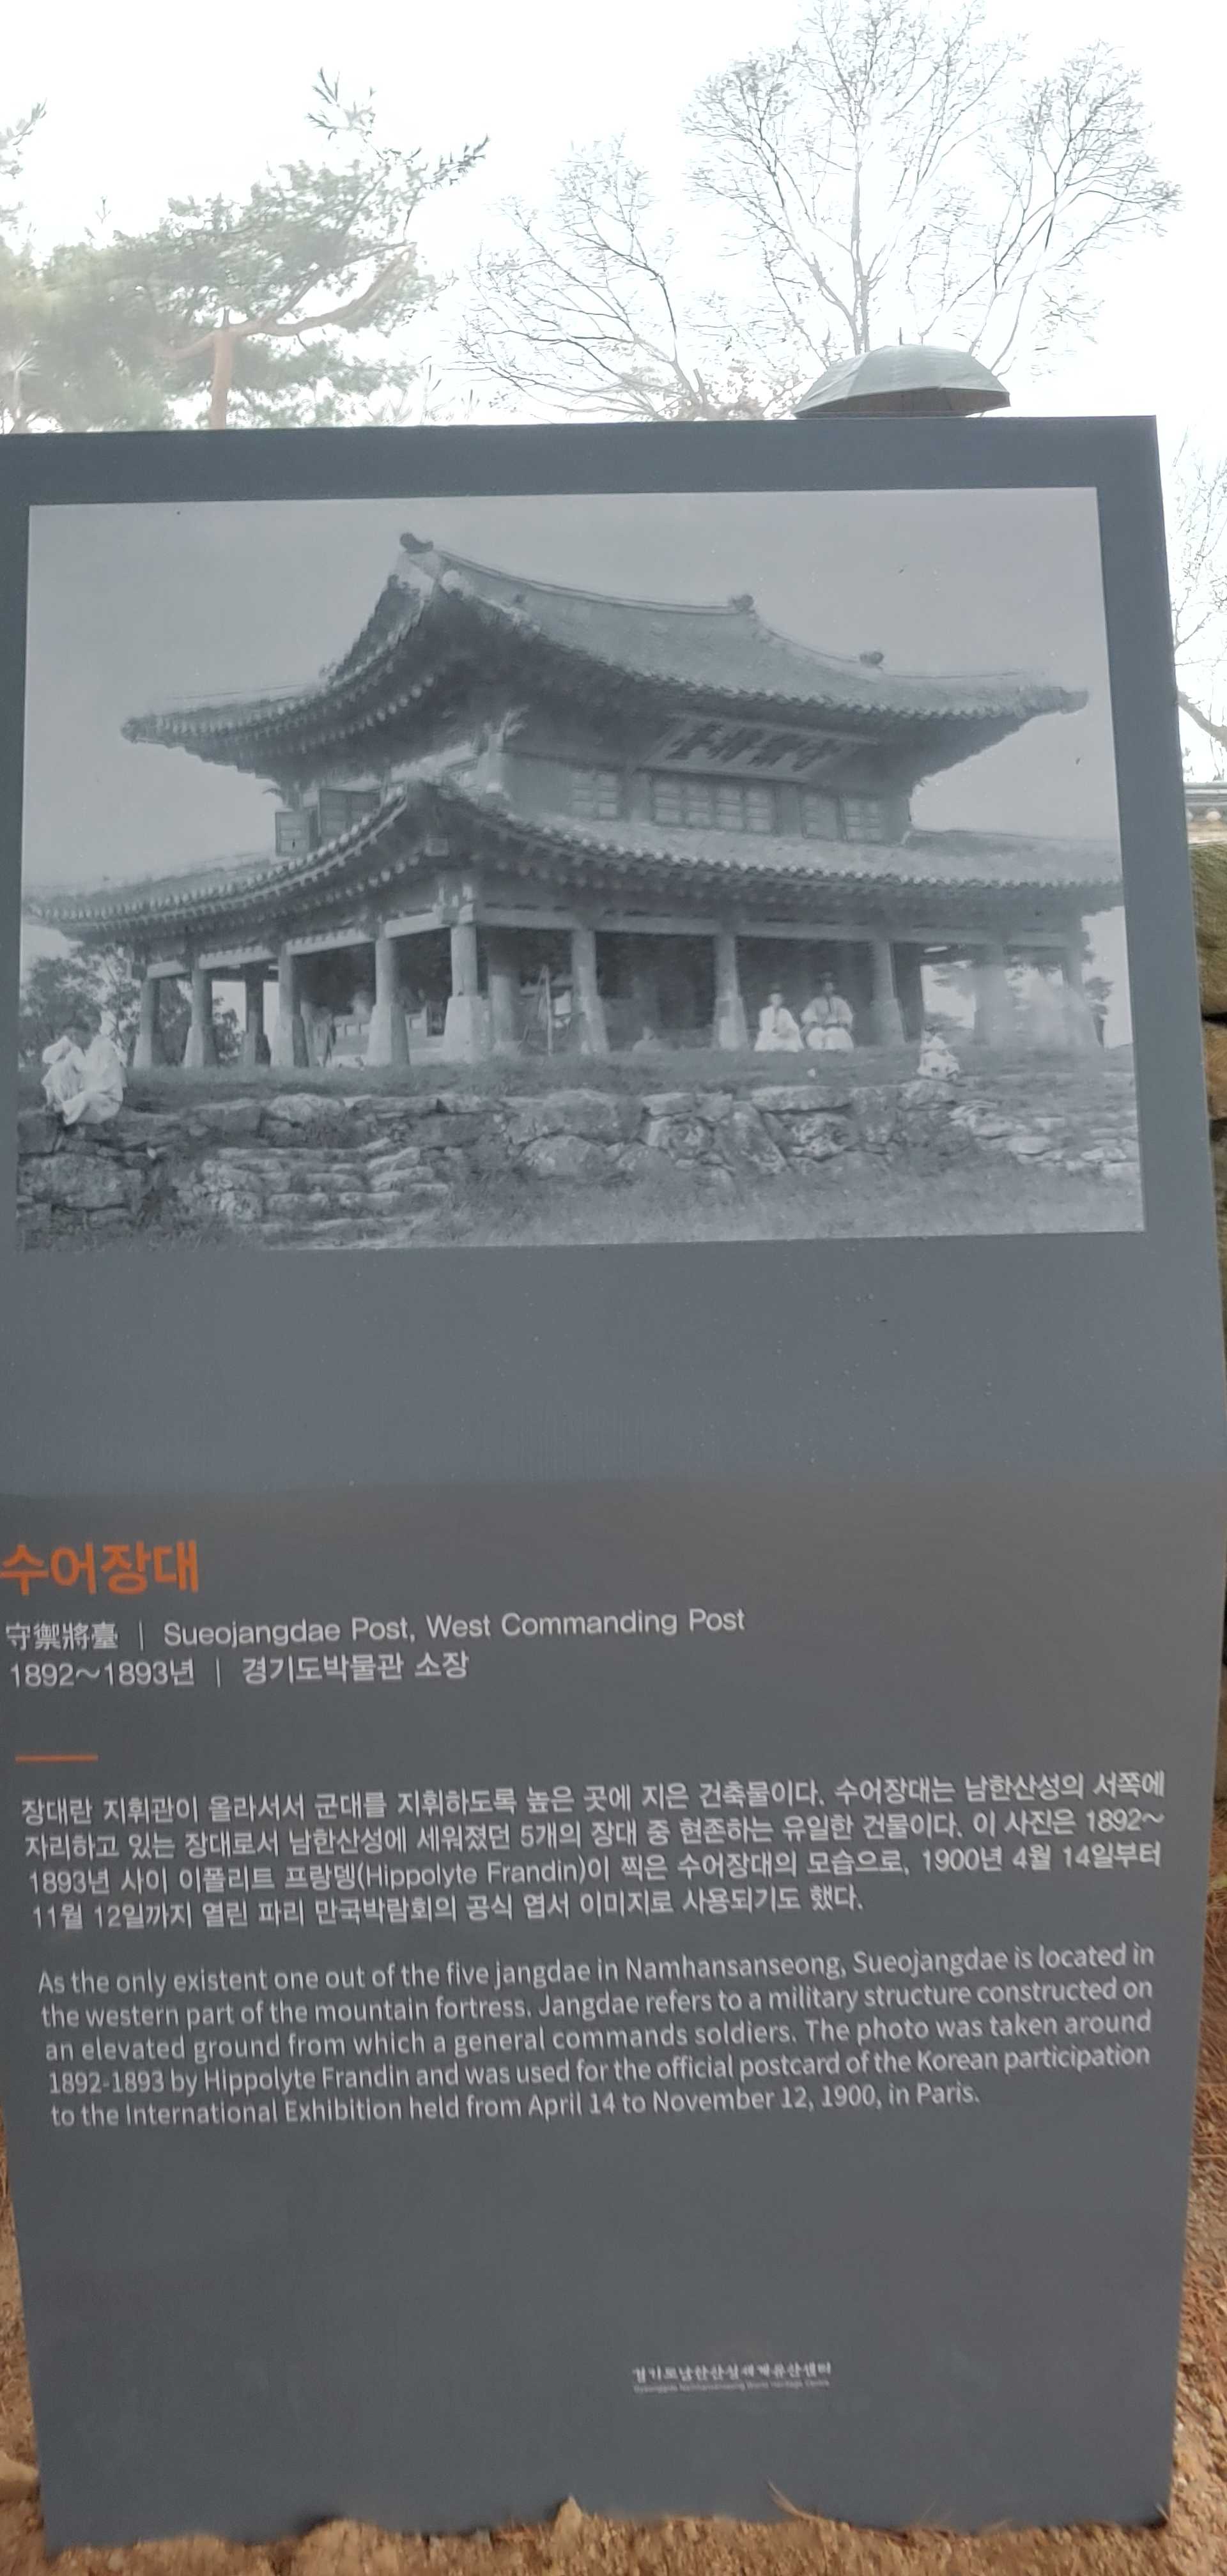 수어장대
守禦將臺 | Sueojangdae Post, West Commanding Post
1892~1893년 | 경기도박물관 소장
장대란 지휘관이 올라서서 군대를 지휘하도록 높은 곳에 지은 건축물이다. 수어장대는 남한산성의 서쪽에
자리하고 있는 장대로서 남한산성에 세워졌던 5개의 장대 중 현존하는 유일한 건물이다. 이 사진은 1892~
1893년 사이 이폴리트 프랑뎅(Hippolyte Frandin)이 찍은 수어장대의 모습으로, 1900년 4월 14일부터
11월 12일까지 열린 파리 만국박람회의 공식 엽서 이미지로 사용되기도 했다.
As the only existent one out of the five jangdae in Namhansanseong, Sueojangdae is located in
the western part of the mountain fortress. Jangdae refers to a military structure constructed on
an elevated ground from which a general commands soldiers. The photo was taken around
1892-1893 by Hippolyte Frandin and was used for the official postcard of the Korean participation
to the International Exhibition held from April 14 to November 12, 1900, in Paris.
경기도남한산성세계유산센터